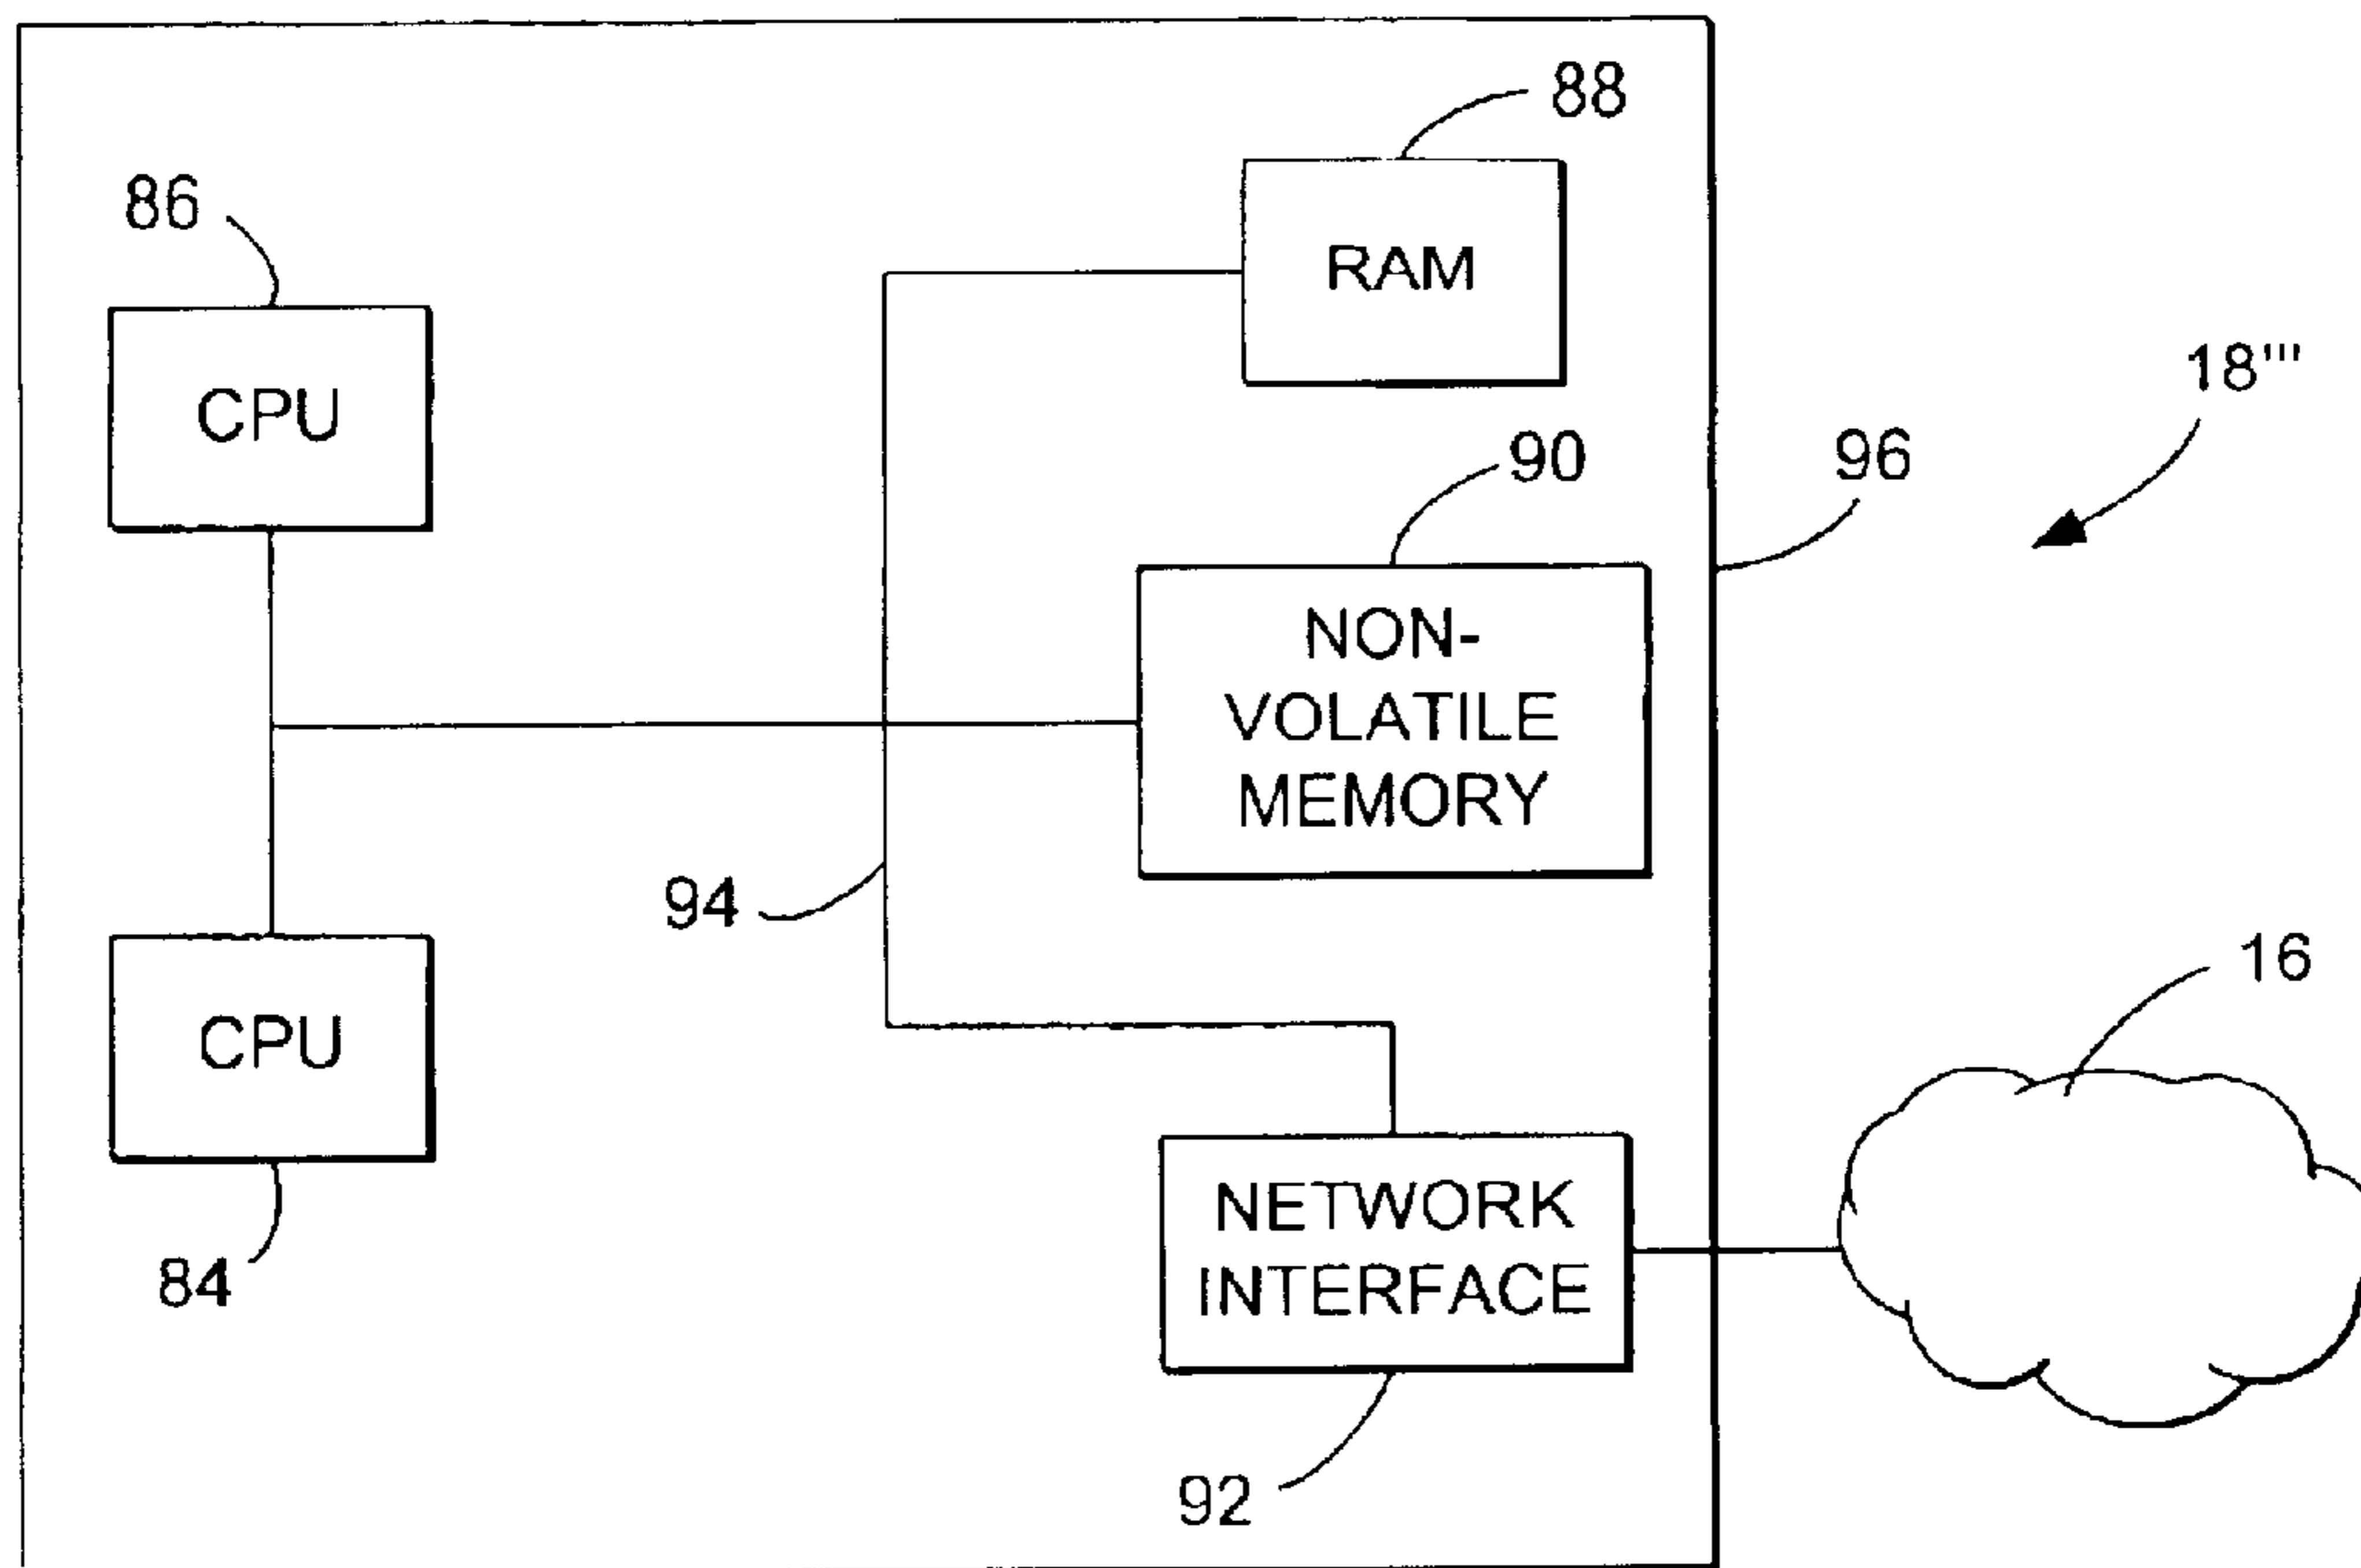 88
86
RAM
18'''
CPU
90
96
NON-
VOLATILE
MEMORY
94
16
CPU
NETWORK
INTERFACE
84
92